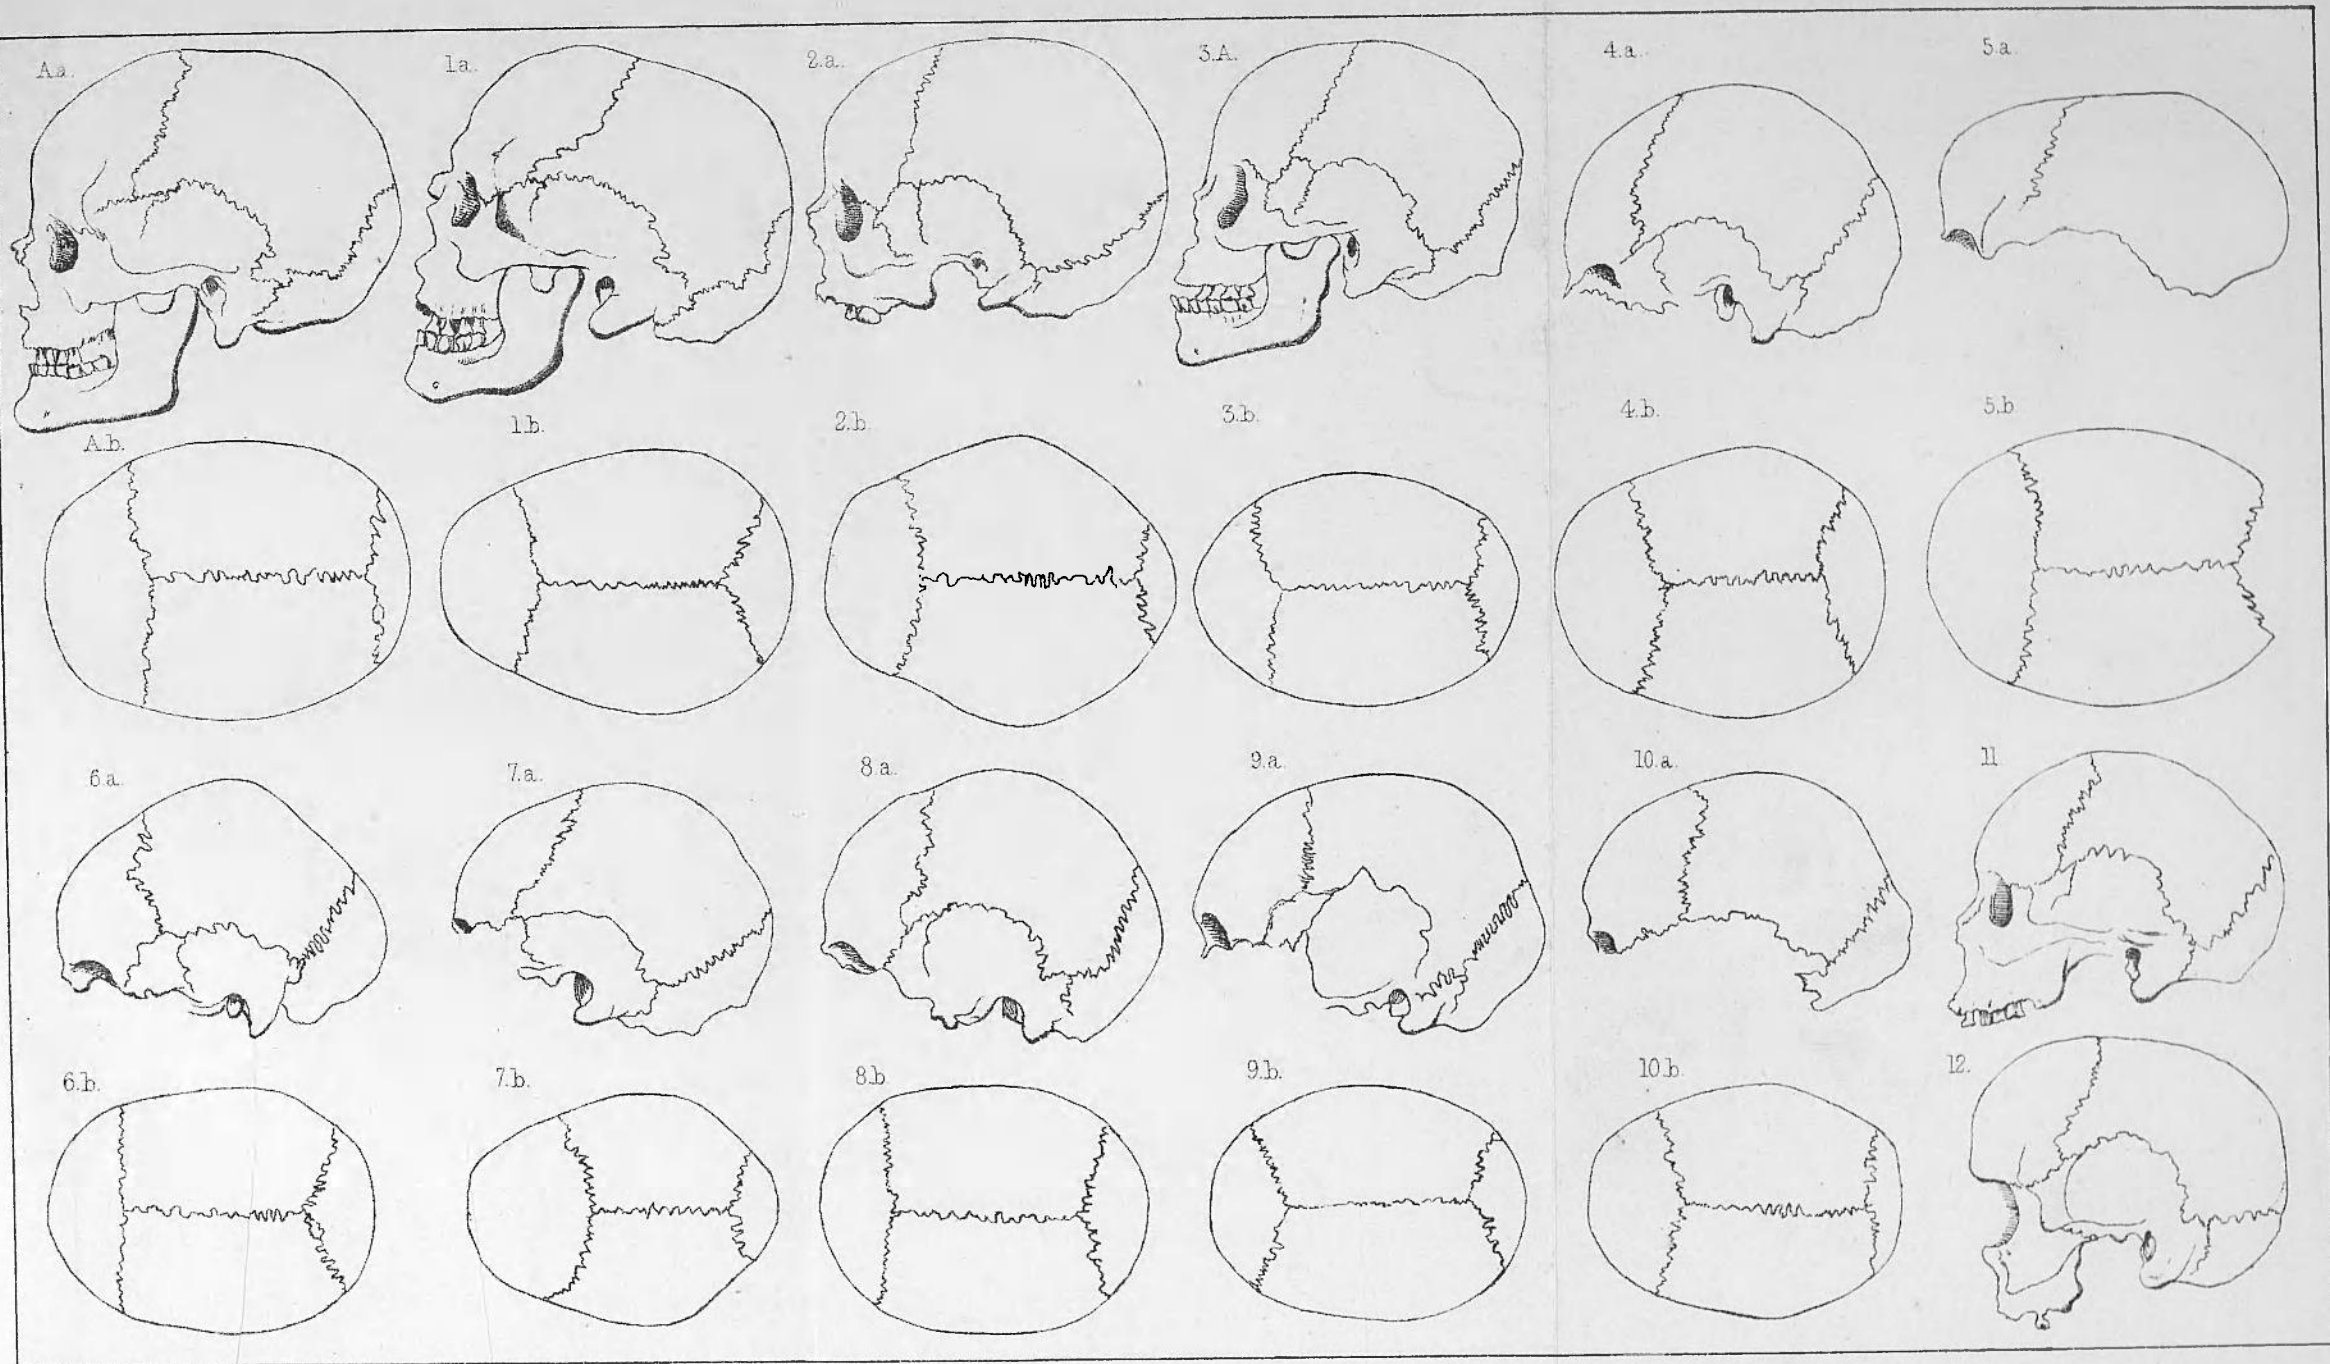 A.a. 1a. 2.a. 3.A. 4.a. 5.a
A.b. 1.b. 2.b. 3.b. 4.b. 5.b
6.a. 7.a. 8.a. 9.a. 10.a. 11
6.b. 7.b. 8.b 9.b. 10.b. 12.